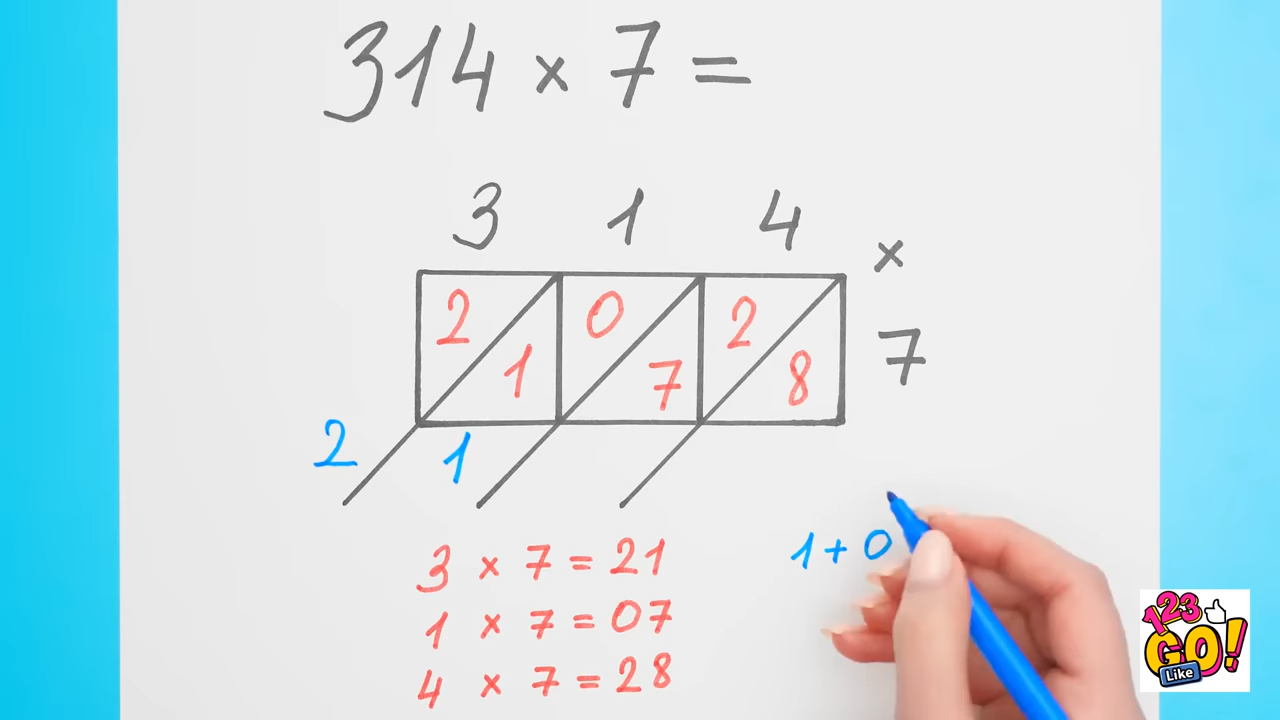 314 × 7 =
3 1 4 ×
2 0 2
1 7 8 7
2 1
3 × 7 = 21
1 + 0
1 × 7 = 07
4 × 7 = 28
123
GO!
Like